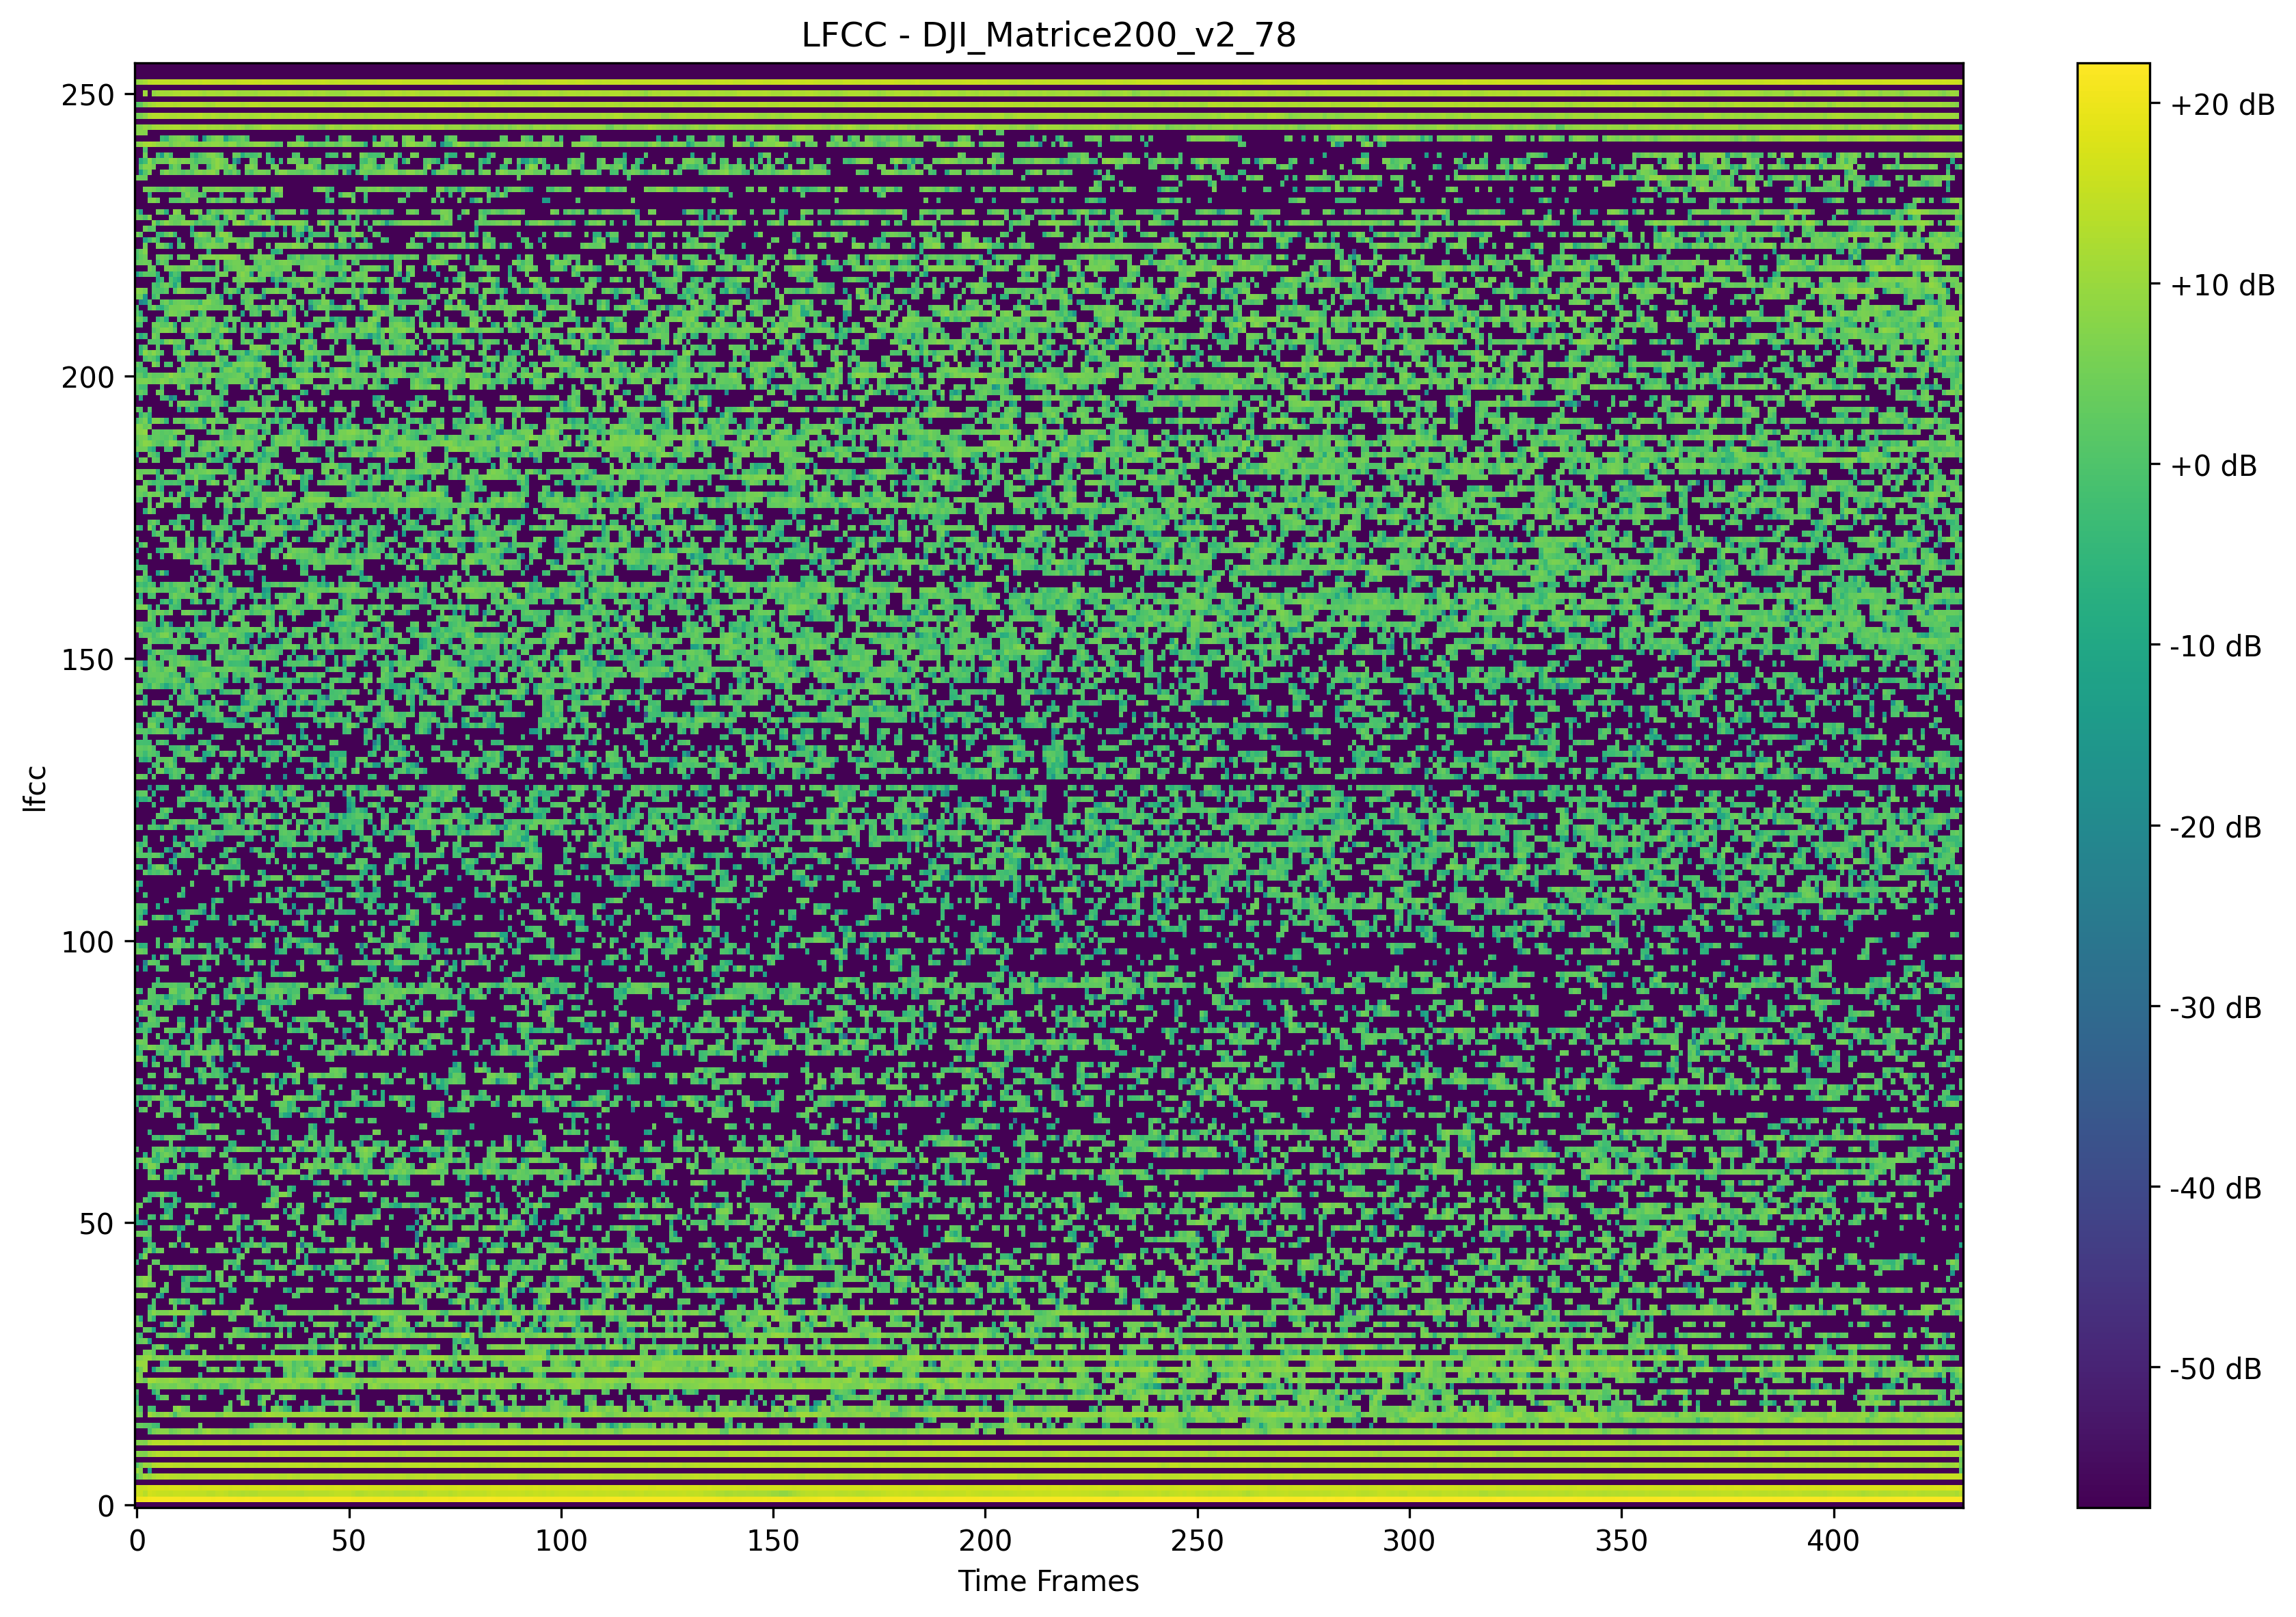 LFCC - DJI_Matrice200_v2_78
250
200
150
100
50
0
lfcc
0 50 100 150 200 250 300 350 400
Time Frames
+20 dB
+10 dB
+0 dB
-10 dB
-20 dB
-30 dB
-40 dB
-50 dB